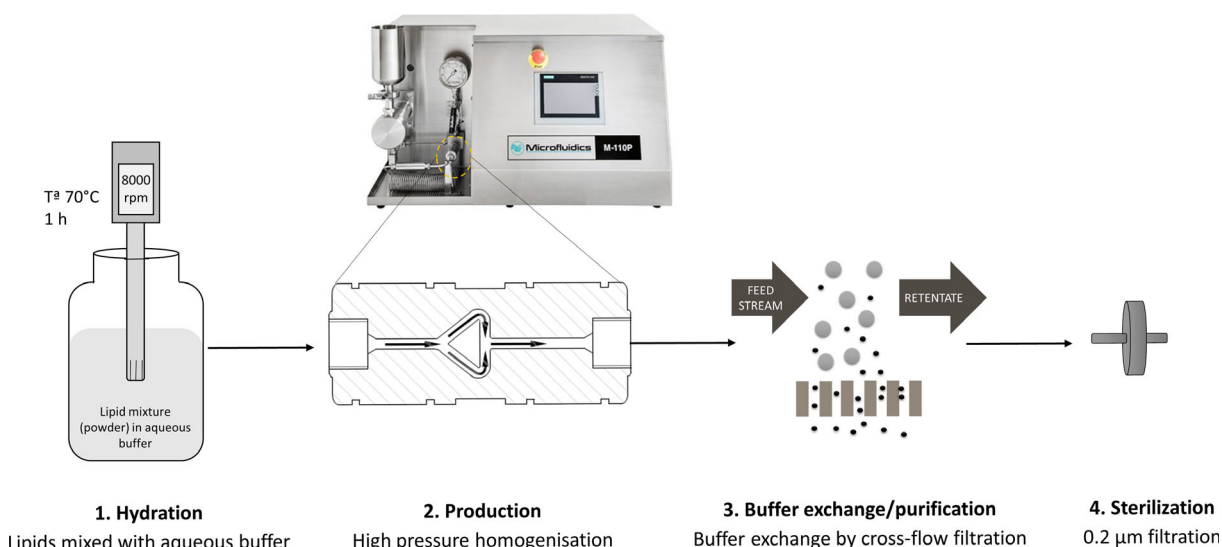 Microfluidics M-110P
Tª 70°C
1 h
8000
rpm
Lipid mixture
(powder) in aqueous
buffer
FEED
STREAM
RETENTATE
1. Hydration
Lipids mixed with aqueous buffer
2. Production
High pressure homogenisation
3. Buffer exchange/purification
Buffer exchange by cross-flow filtration
4. Sterilization
0.2 µm filtration